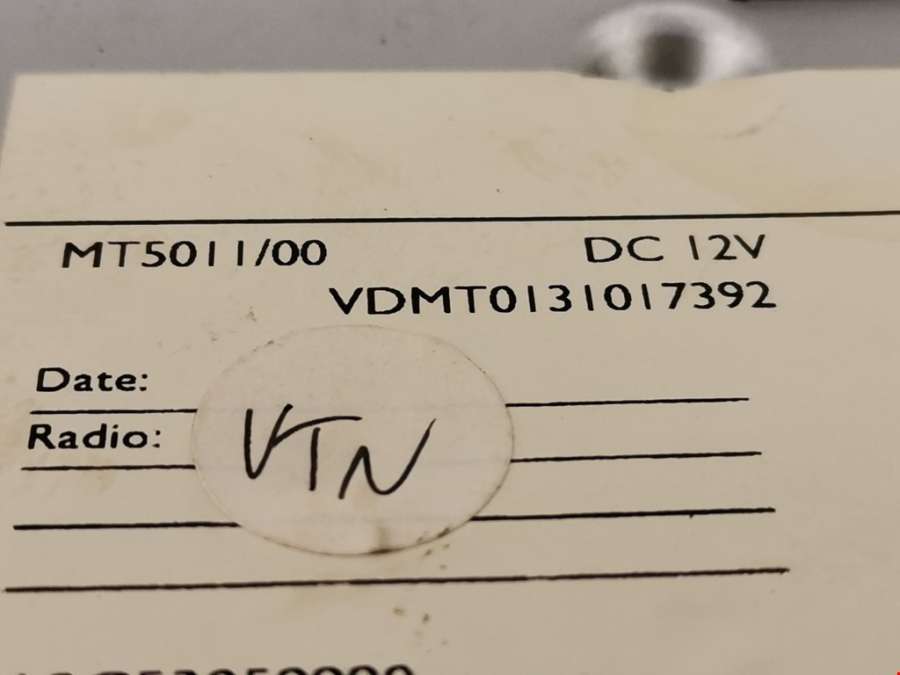 MT5011/00 DC 12V
VDMT0131017392
Date:
Radio:
VTN